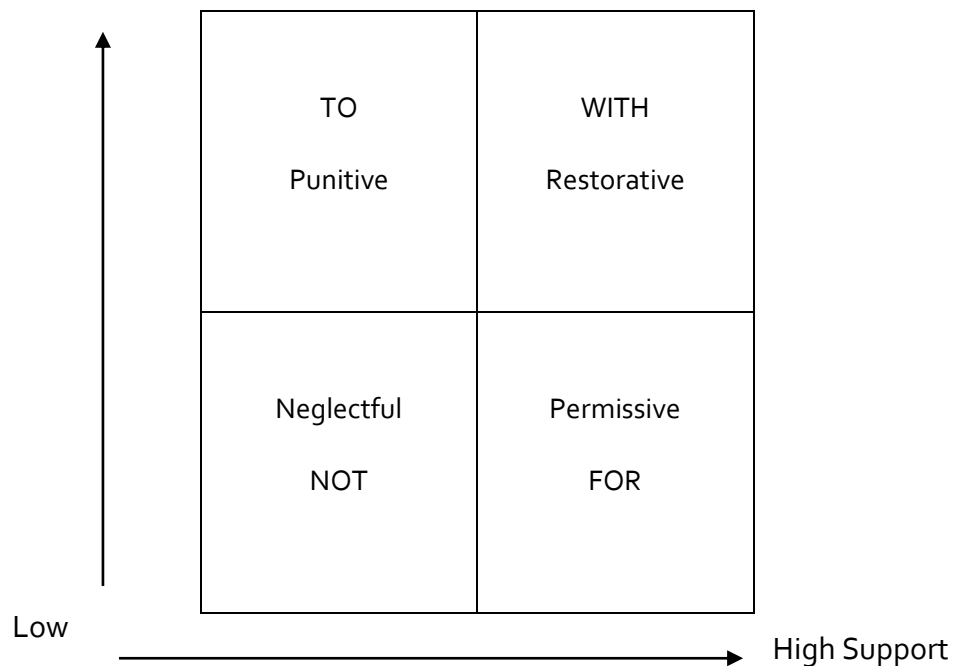 TO
WITH
Punitive
Restorative
Neglectful
Permissive
NOT
FOR
Low
High Support